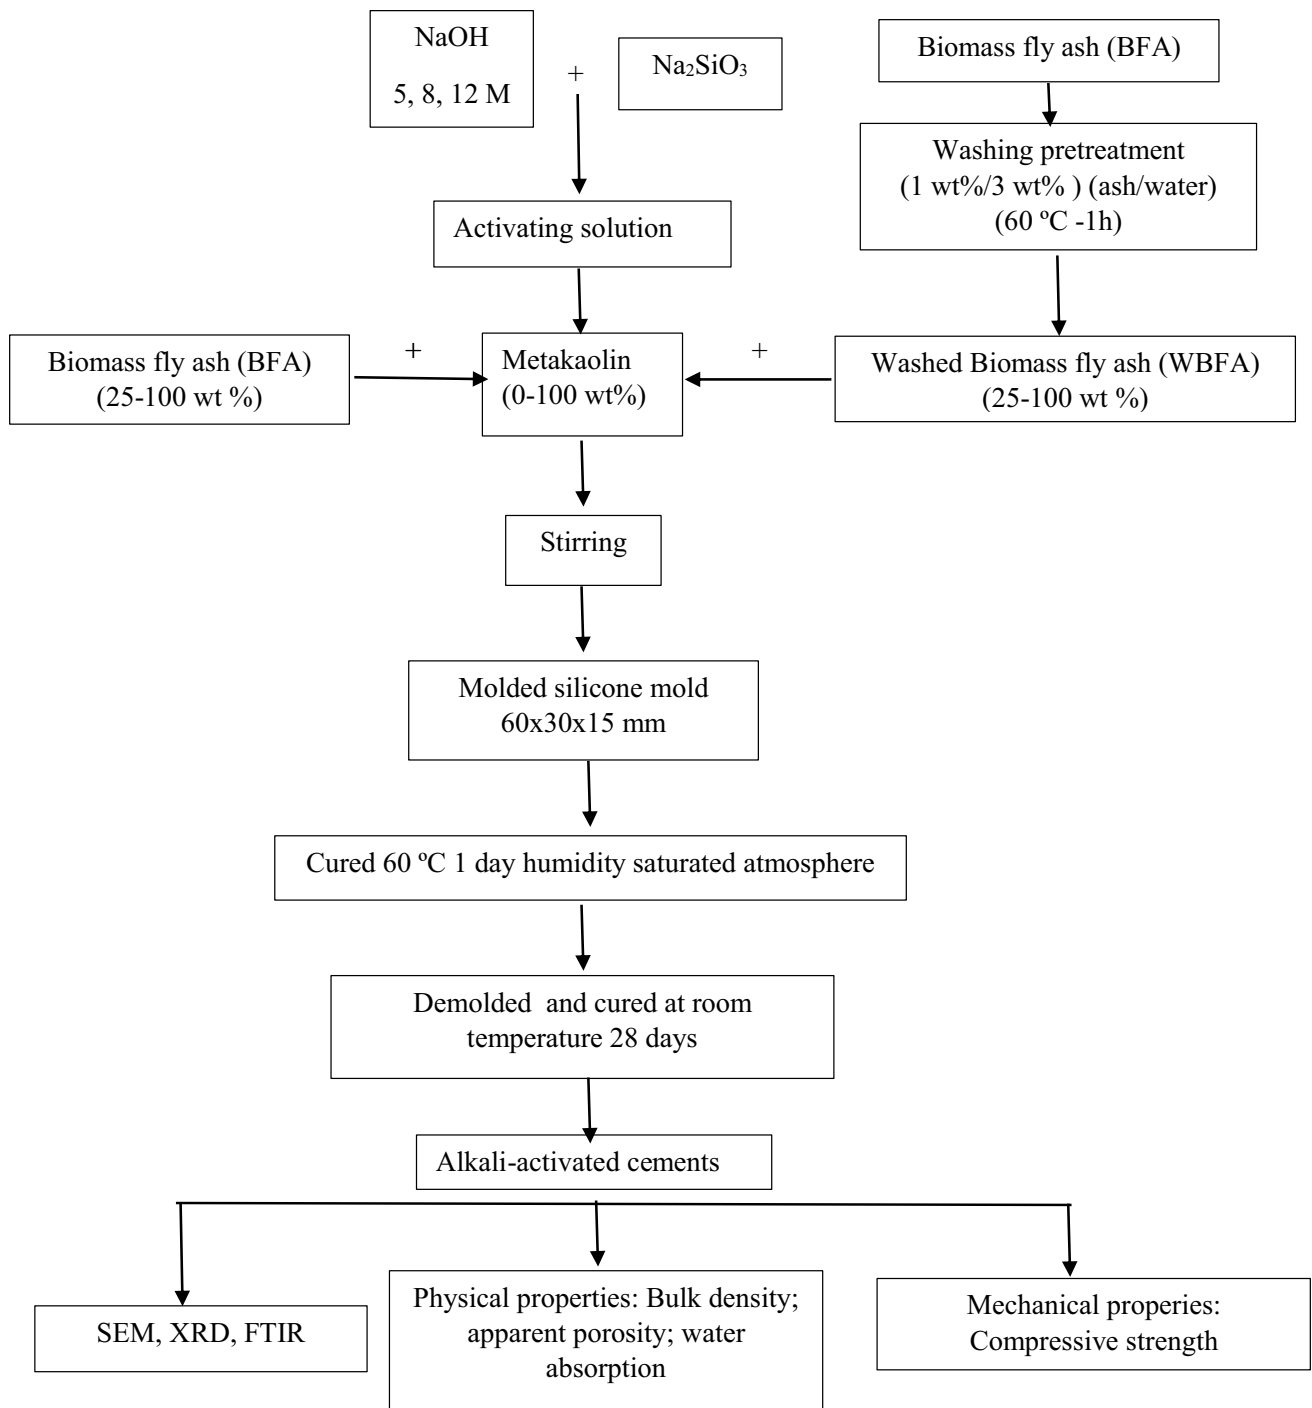 NaOH
5, 8, 12 M
+
Na₂SiO₃
Biomass fly ash (BFA)
Washing pretreatment
(1 wt%/3 wt% ) (ash/water)
(60 ºC -1h)
Activating solution
Biomass fly ash (BFA)
(25-100 wt %)
+
Metakaolin
(0-100 wt%)
+
Washed Biomass fly ash (WBFA)
(25-100 wt %)
Stirring
Molded silicone mold
60x30x15 mm
Cured 60 ºC 1 day humidity saturated atmosphere
Demolded and cured at room
temperature 28 days
Alkali-activated cements
SEM, XRD, FTIR
Physical properties: Bulk density;
apparent porosity; water
absorption
Mechanical properies:
Compressive strength